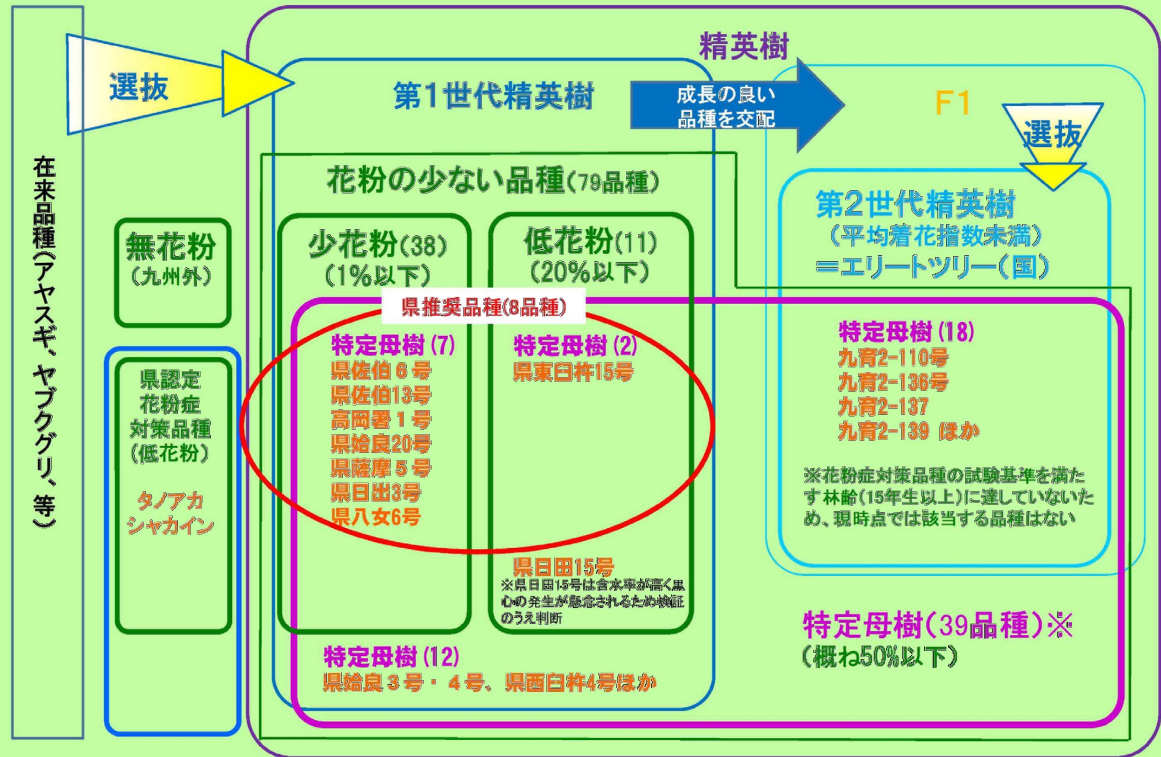 在来品種(アヤスギ、ヤブクグリ、等)
選抜
精英樹
第1世代精英樹
成長の良い
品種を交配
F1
選抜
花粉の少ない品種(79品種)
無花粉
(九州外)
少花粉(38)
(1%以下)
低花粉(11)
(20%以下)
第2世代精英樹
(平均着花指数未満)
=エリートツリー(国)
県推奨品種(8品種)
県認定
花粉症
対策品種
(低花粉)
タノアカ
シャカイン
特定母樹(7)
県佐伯6号
県佐伯13号
高岡署1号
県姶良20号
県薩摩5号
県日出3号
県八女6号
特定母樹(2)
県東臼杵15号
県日田15号
※県日田15号は含水率が高く黒
心の発生が懸念されるため検証
のうえ判断
特定母樹(18)
九育2-110号
九育2-136号
九育2-137
九育2-139 ほか
※花粉症対策品種の試験基準を満た
す林齢(15年生以上)に達していないた
め、現時点では該当する品種はない
特定母樹(12)
県姶良3号・4号、県西臼杵4号ほか
特定母樹(39品種)※
(概ね50%以下)